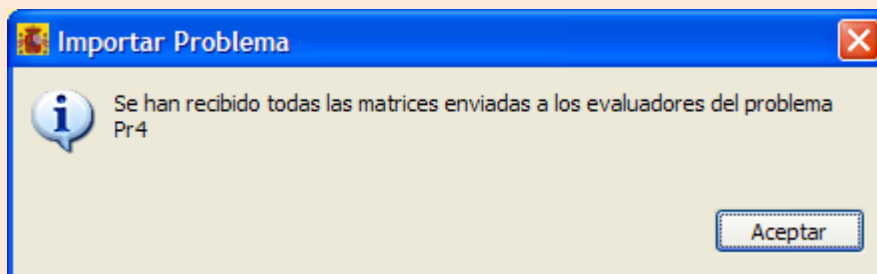 Importar Problema
Se han recibido todas las matrices enviadas a los evaluadores del problema
Pr4
Aceptar